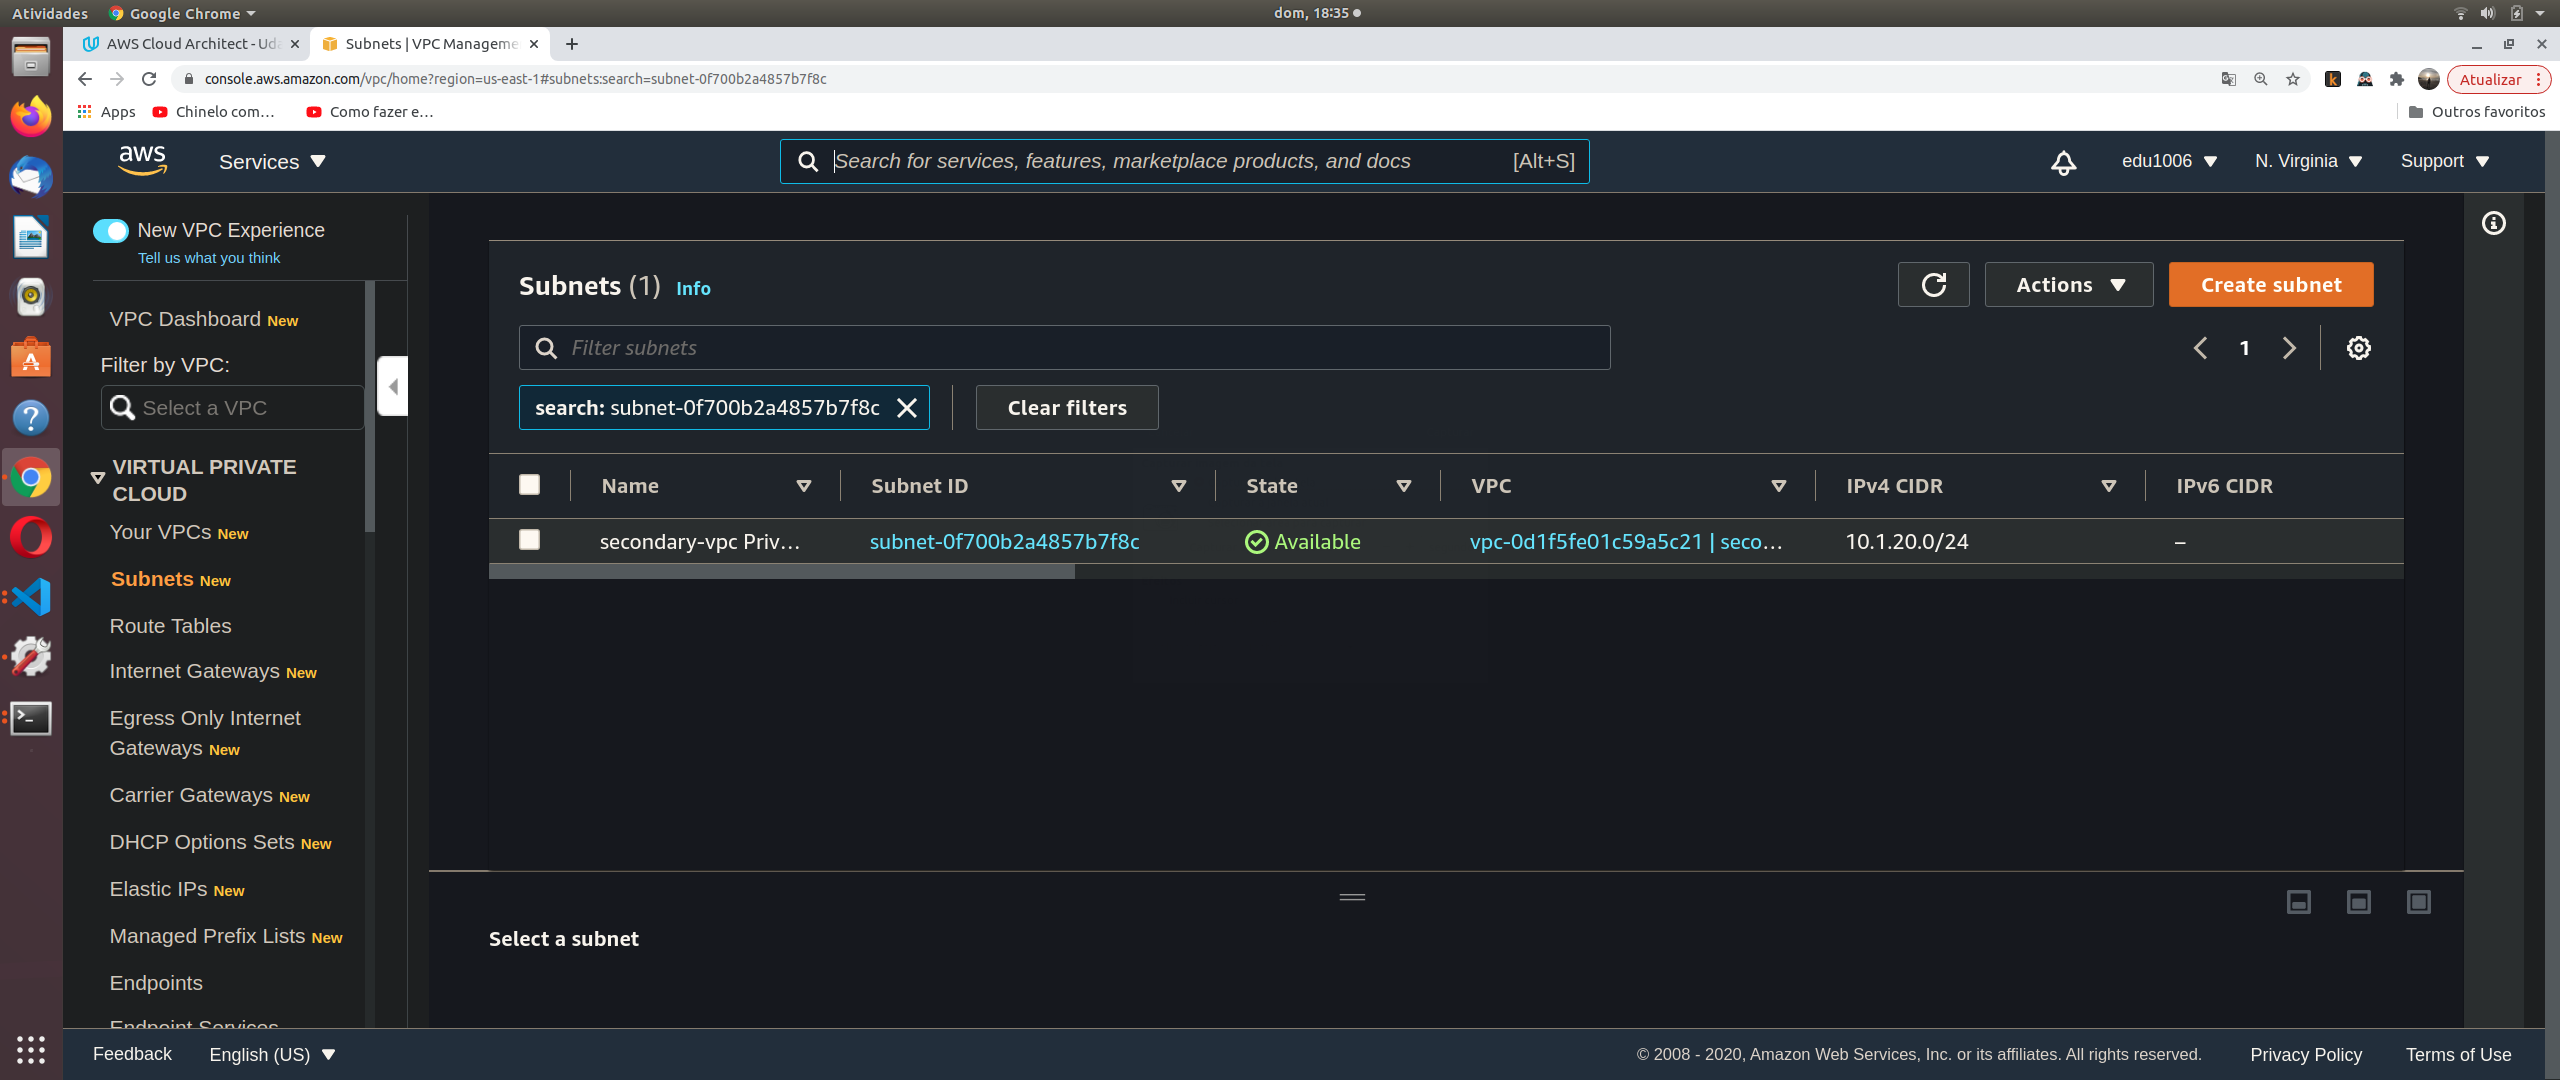 Atividades Google Chrome dom, 18:35
AWS Cloud Architect - Uda Subnets | VPC Manageme
console.aws.amazon.com/vpc/home?region=us-east-1#subnets:search=subnet-0f700b2a4857b7f8c Atualizar
Apps Chinelo com… Como fazer e… Outros favoritos
aws Services Search for services, features, marketplace products, and docs [Alt+S] edu1006 N. Virginia Support
New VPC Experience
Tell us what you think
VPC Dashboard New
Filter by VPC:
Select a VPC
VIRTUAL PRIVATE
CLOUD
Your VPCs New
Subnets New
Route Tables
Internet Gateways New
Egress Only Internet
Gateways New
Carrier Gateways New
DHCP Options Sets New
Elastic IPs New
Managed Prefix Lists New
Endpoints
Endpoint Services
Subnets (1) Info Actions Create subnet
Filter subnets 1
search: subnet-0f700b2a4857b7f8c Clear filters
Name Subnet ID State VPC IPv4 CIDR IPv6 CIDR
secondary-vpc Priv… subnet-0f700b2a4857b7f8c Available vpc-0d1f5fe01c59a5c21 | seco… 10.1.20.0/24 –
Select a subnet
Feedback English (US) © 2008 - 2020, Amazon Web Services, Inc. or its affiliates. All rights reserved. Privacy Policy Terms of Use